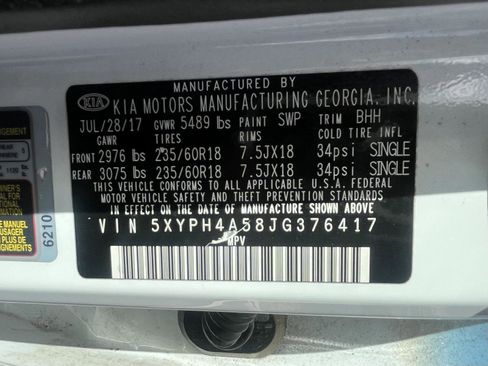 MANUFACTURED BY
KIA KIA MOTORS MANUFACTURING GEORGIA, INC.
JUL/28/17 GVWR 5489 lbs PAINT SWP TRIM BHH
GAWR TIRES RIMS COLD TIRE INFL
FRONT 2976 lbs 235/60R18 7.5JX18 34psi SINGLE
REAR 3075 lbs 235/60R18 7.5JX18 34psi SINGLE
THIS VEHICLE CONFORMS TO ALL APPLICABLE U.S.A. FEDERAL
MOTOR VEHICLE SAFETY AND THEFT PREVENTION STANDARDS
IN EFFECT ON THE DATE OF MANUFACTURE SHOWN ABOVE.
VIN 5XYPH4A58JG376417
MPV
6210